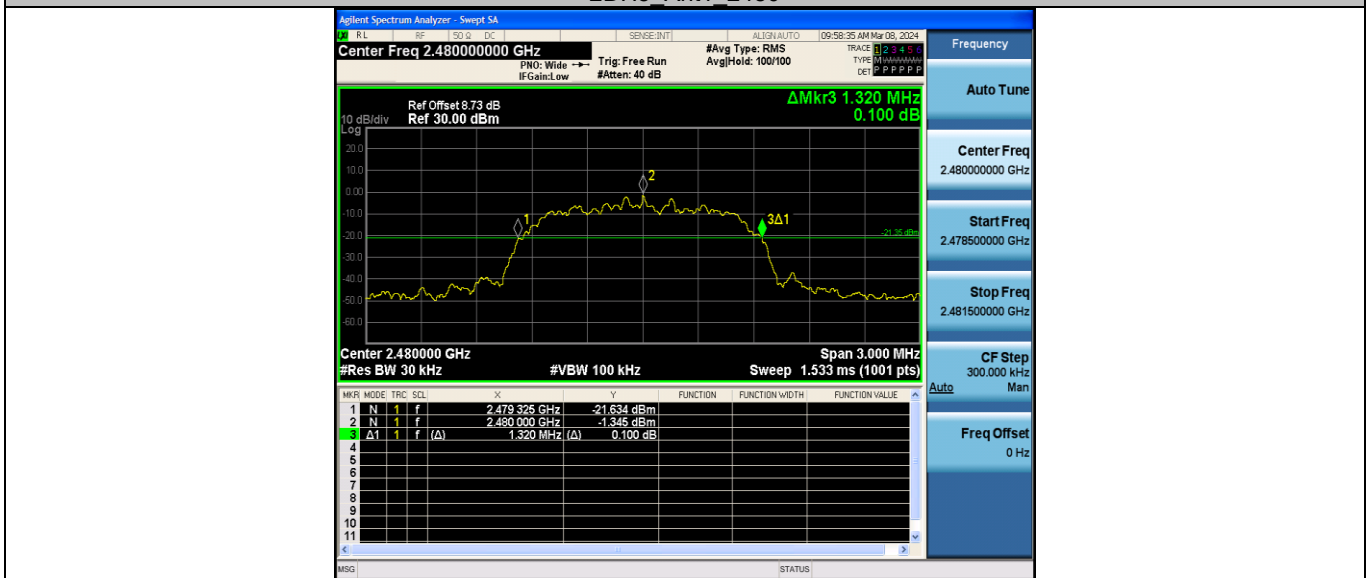 Agilent Spectrum Analyzer - Swept SA
RL RF 50 Ω DC SENSE:INT ALIGN AUTO 09:58:35 AM Mar 08, 2024
Center Freq 2.480000000 GHz
PNO: Wide
IFGain:Low
Trig: Free Run
#Atten: 40 dB
#Avg Type: RMS
Avg|Hold: 100/100
TRACE 1 2 3 4 5 6
TYPE M
DET P P P P P P
ΔMkr3 1.320 MHz
0.100 dB
Ref Offset 8.73 dB
10 dB/div Ref 30.00 dBm
Log
20.0
10.0
0.00
-10.0
-20.0
-30.0
-40.0
-50.0
-60.0
1
2
3Δ1
-21.35 dBm
Center 2.480000 GHz Span 3.000 MHz
#Res BW 30 kHz #VBW 100 kHz Sweep 1.533 ms (1001 pts)
MKR MODE TRC SCL X Y FUNCTION FUNCTION WIDTH FUNCTION VALUE
1 N 1 f 2.479 325 GHz -21.634 dBm
2 N 1 f 2.480 000 GHz -1.345 dBm
3 Δ1 1 f (Δ) 1.320 MHz (Δ) 0.100 dB
4
5
6
7
8
9
10
11
MSG STATUS
Frequency
Auto Tune
Center Freq
2.480000000 GHz
Start Freq
2.478500000 GHz
Stop Freq
2.481500000 GHz
CF Step
300.000 kHz
Auto Man
Freq Offset
0 Hz